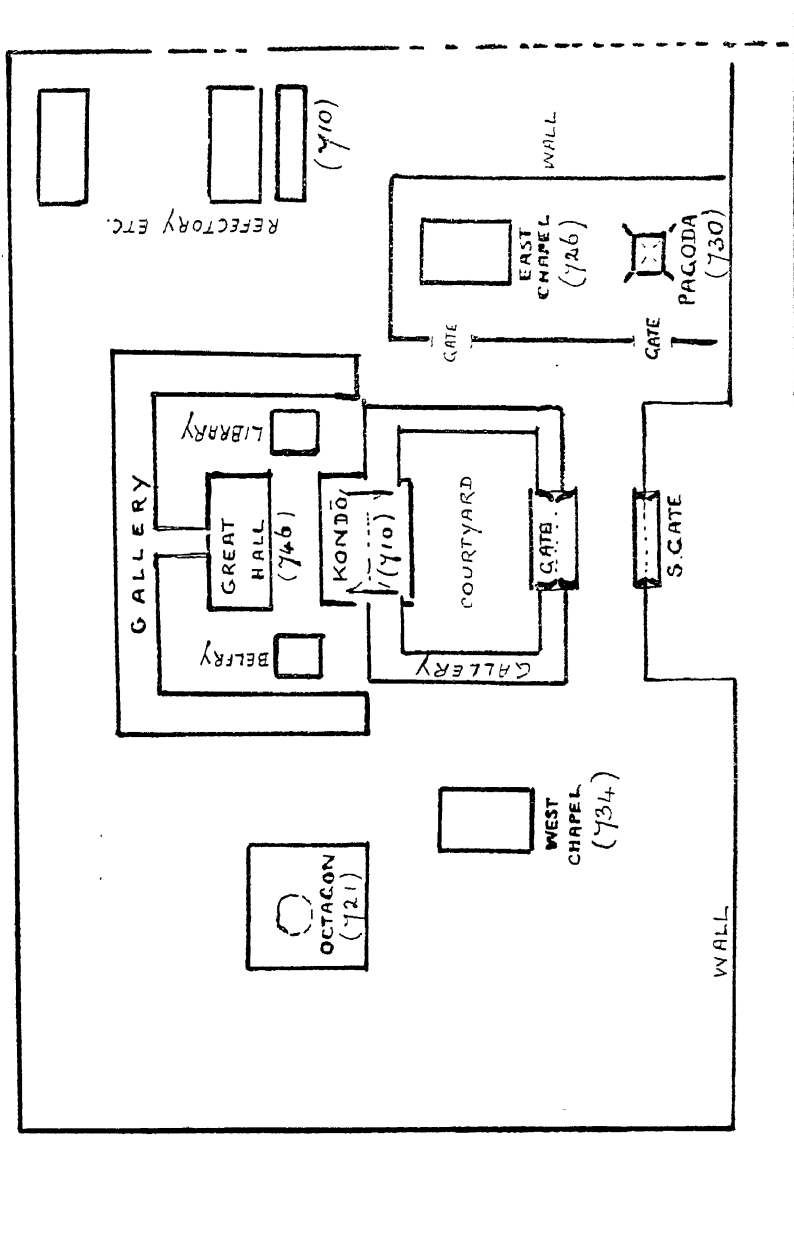 REFECTORY ETC.
(710)
WALL
EAST
CHAPEL
(726)
PAGODA
(730)
GATE
GATE
GALLERY
LIBRARY
GREAT
HALL
(746)
KONDŌ
(710)
COURTYARD
GATE
S. GATE
BELFRY
GALLERY
WEST
CHAPEL
(734)
OCTAGON
(721)
WALL